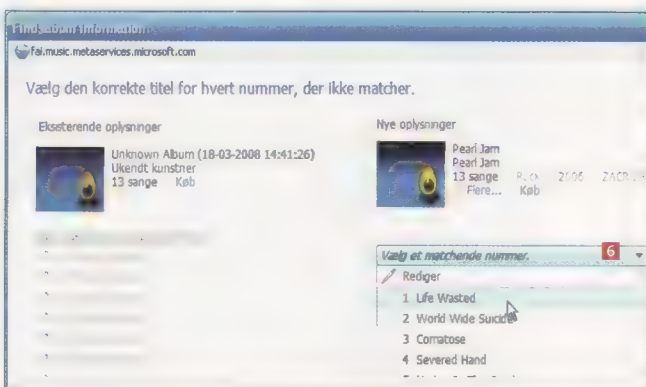 Find Album Information
fai.music.metaservices.microsoft.com
Vælg den korrekte titel for hvert nummer, der ikke matcher.
Eksisterende oplysninger
Unknown Album (18-03-2008 14:41:26)
Ukendt kunstner
13 sange Køb
Nye oplysninger
Pearl Jam
Pearl Jam
13 sange Rock 2006
Flere... Køb
Vælg et matchende nummer. 6
Rediger
1 Life Wasted
2 World Wide Suicide
3 Comatose
4 Severed Hand